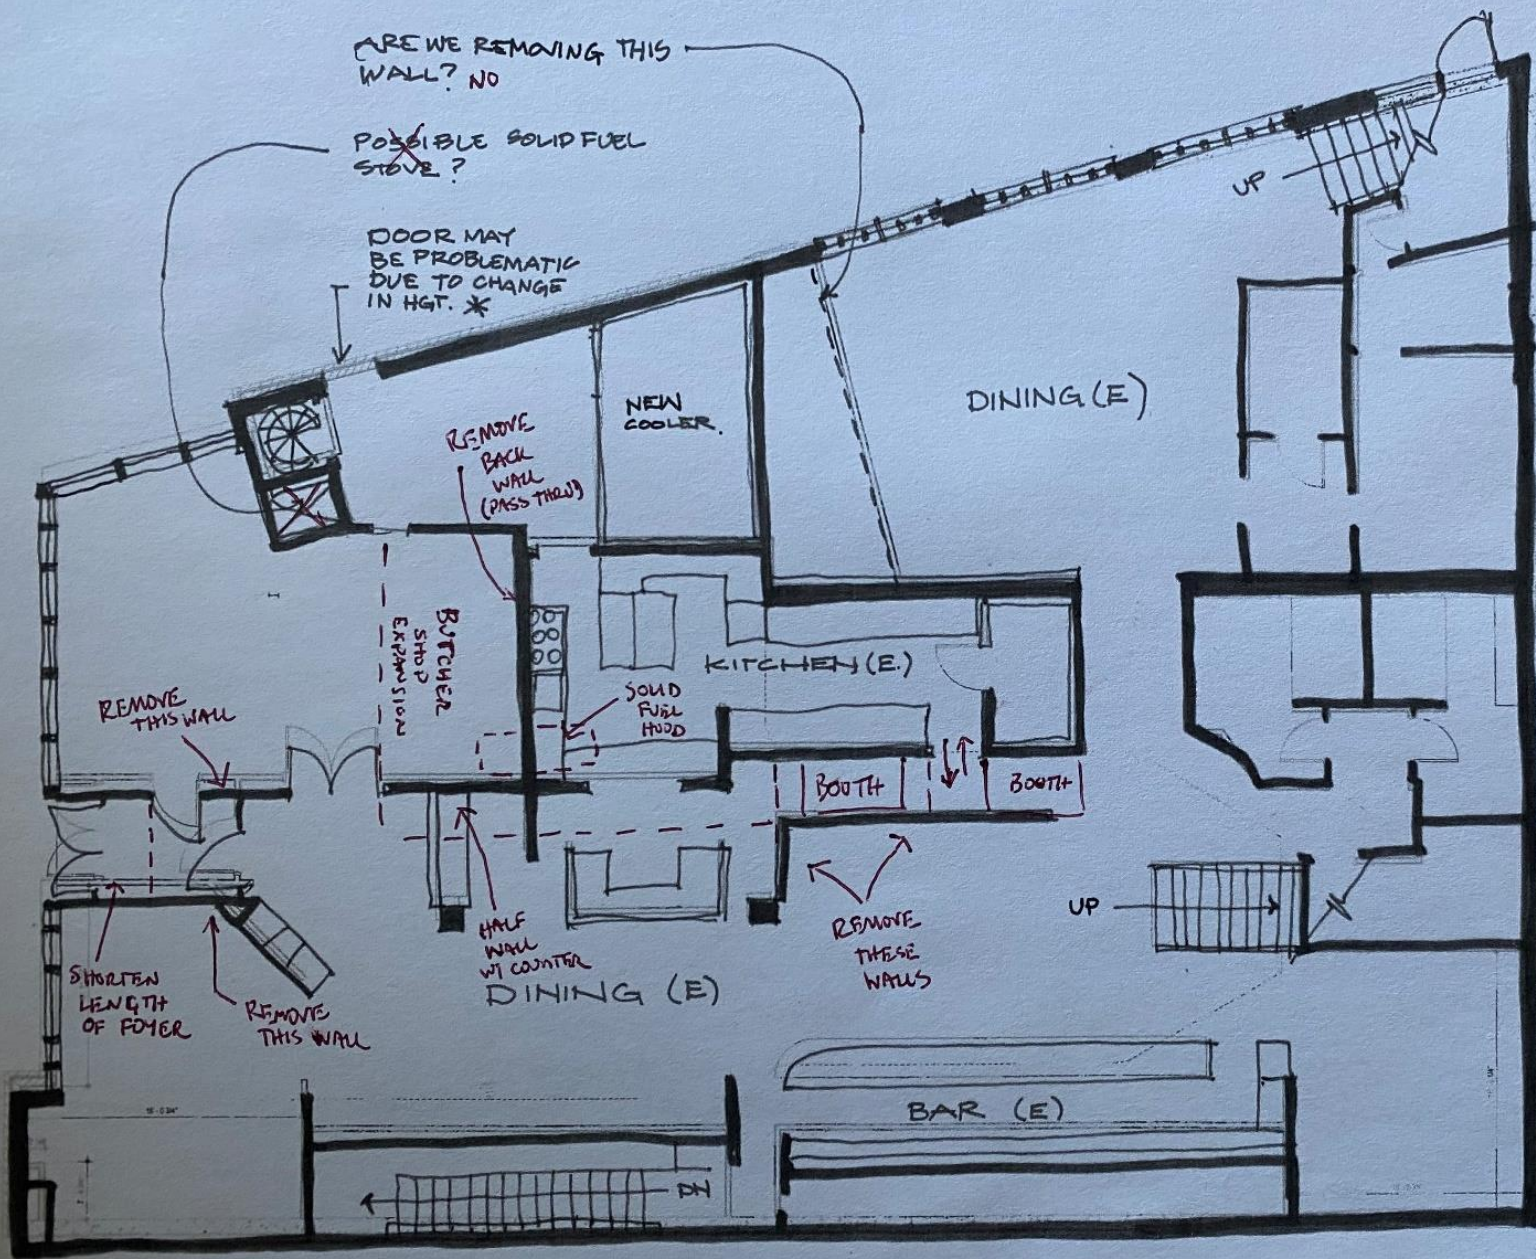 ARE WE REMOVING THIS
WALL? NO
POSSIBLE SOLID FUEL
STOVE?
DOOR MAY
BE PROBLEMATIC
DUE TO CHANGE
IN HGT. *
UP
NEW
COOLER.
DINING (E)
REMOVE
BACK
WALL
(PASS THRU)
BUTCHER
SHOP
EXPANSION
KITCHEN (E.)
SOLID
FUEL
HOOD
REMOVE
THIS WALL
BOOTH
BOOTH
UP
HALF
WALL
W/ COUNTER
REMOVE
THESE
WALLS
SHORTEN
LENGTH
OF FOYER
REMOVE
THIS WALL
DINING (E)
BAR (E)
DN